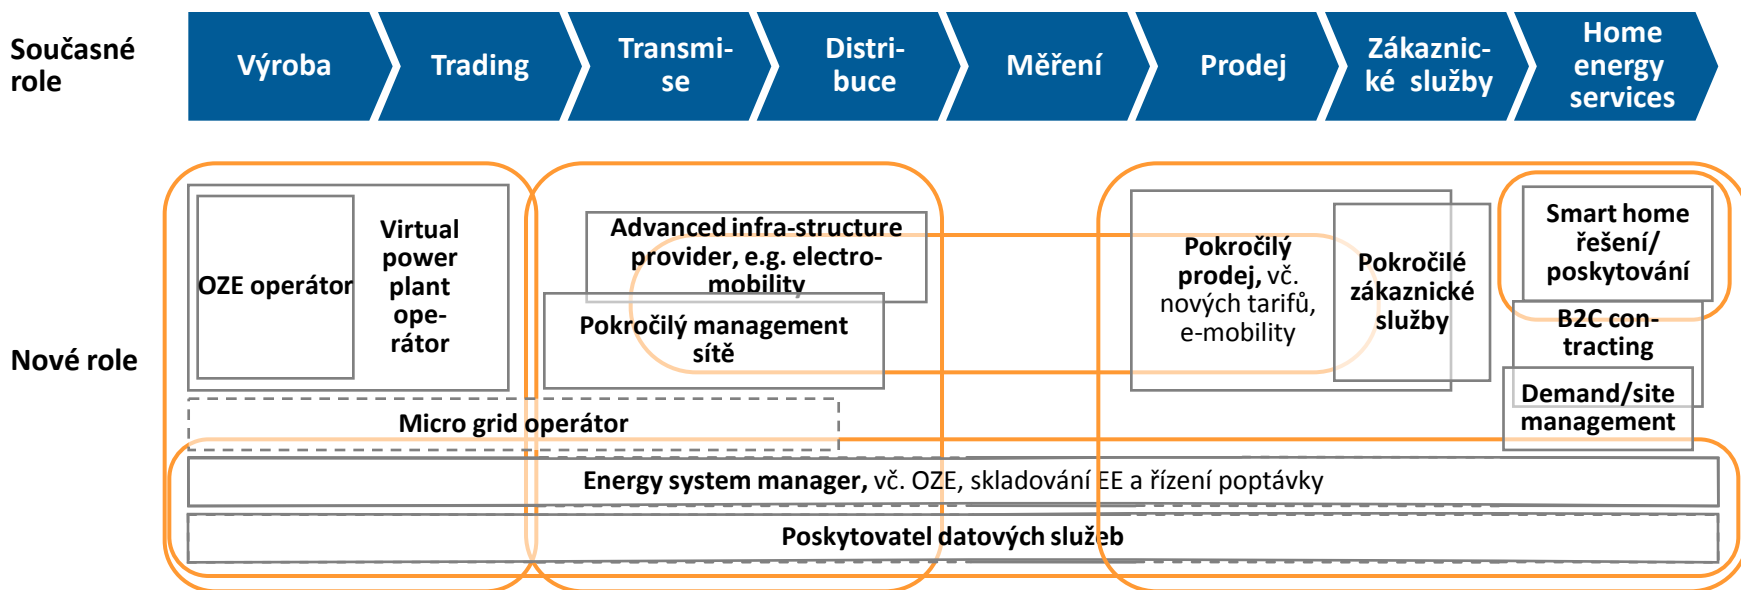 Současné
role
Výroba
Trading
Transmi-
se
Distri-
buce
Měření
Prodej
Zákaznic-
ké služby
Home
energy
services
Nové role
OZE operátor
Virtual
power
plant
ope-
rátor
Advanced infra-structure
provider, e.g. electro-
mobility
Pokročilý management
sítě
Pokročilý
prodej, vč.
nových tarifů,
e-mobility
Pokročilé
zákaznické
služby
Smart home
řešení/
poskytování
B2C con-
tracting
Demand/site
management
Micro grid operátor
Energy system manager, vč. OZE, skladování EE a řízení poptávky
Poskytovatel datových služeb